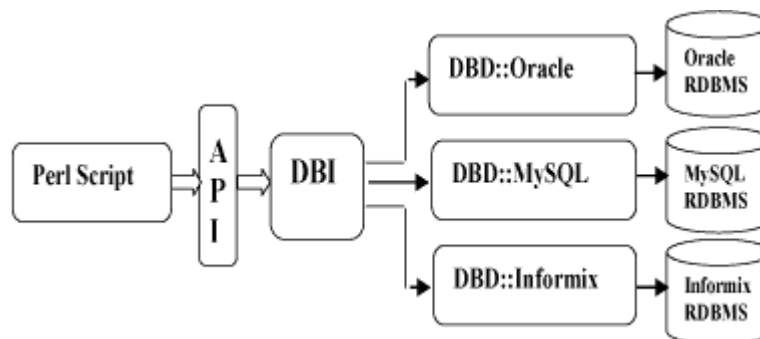 Perl Script
A
P
I
DBI
DBD::Oracle
Oracle
RDBMS
DBD::MySQL
MySQL
RDBMS
DBD::Informix
Informix
RDBMS